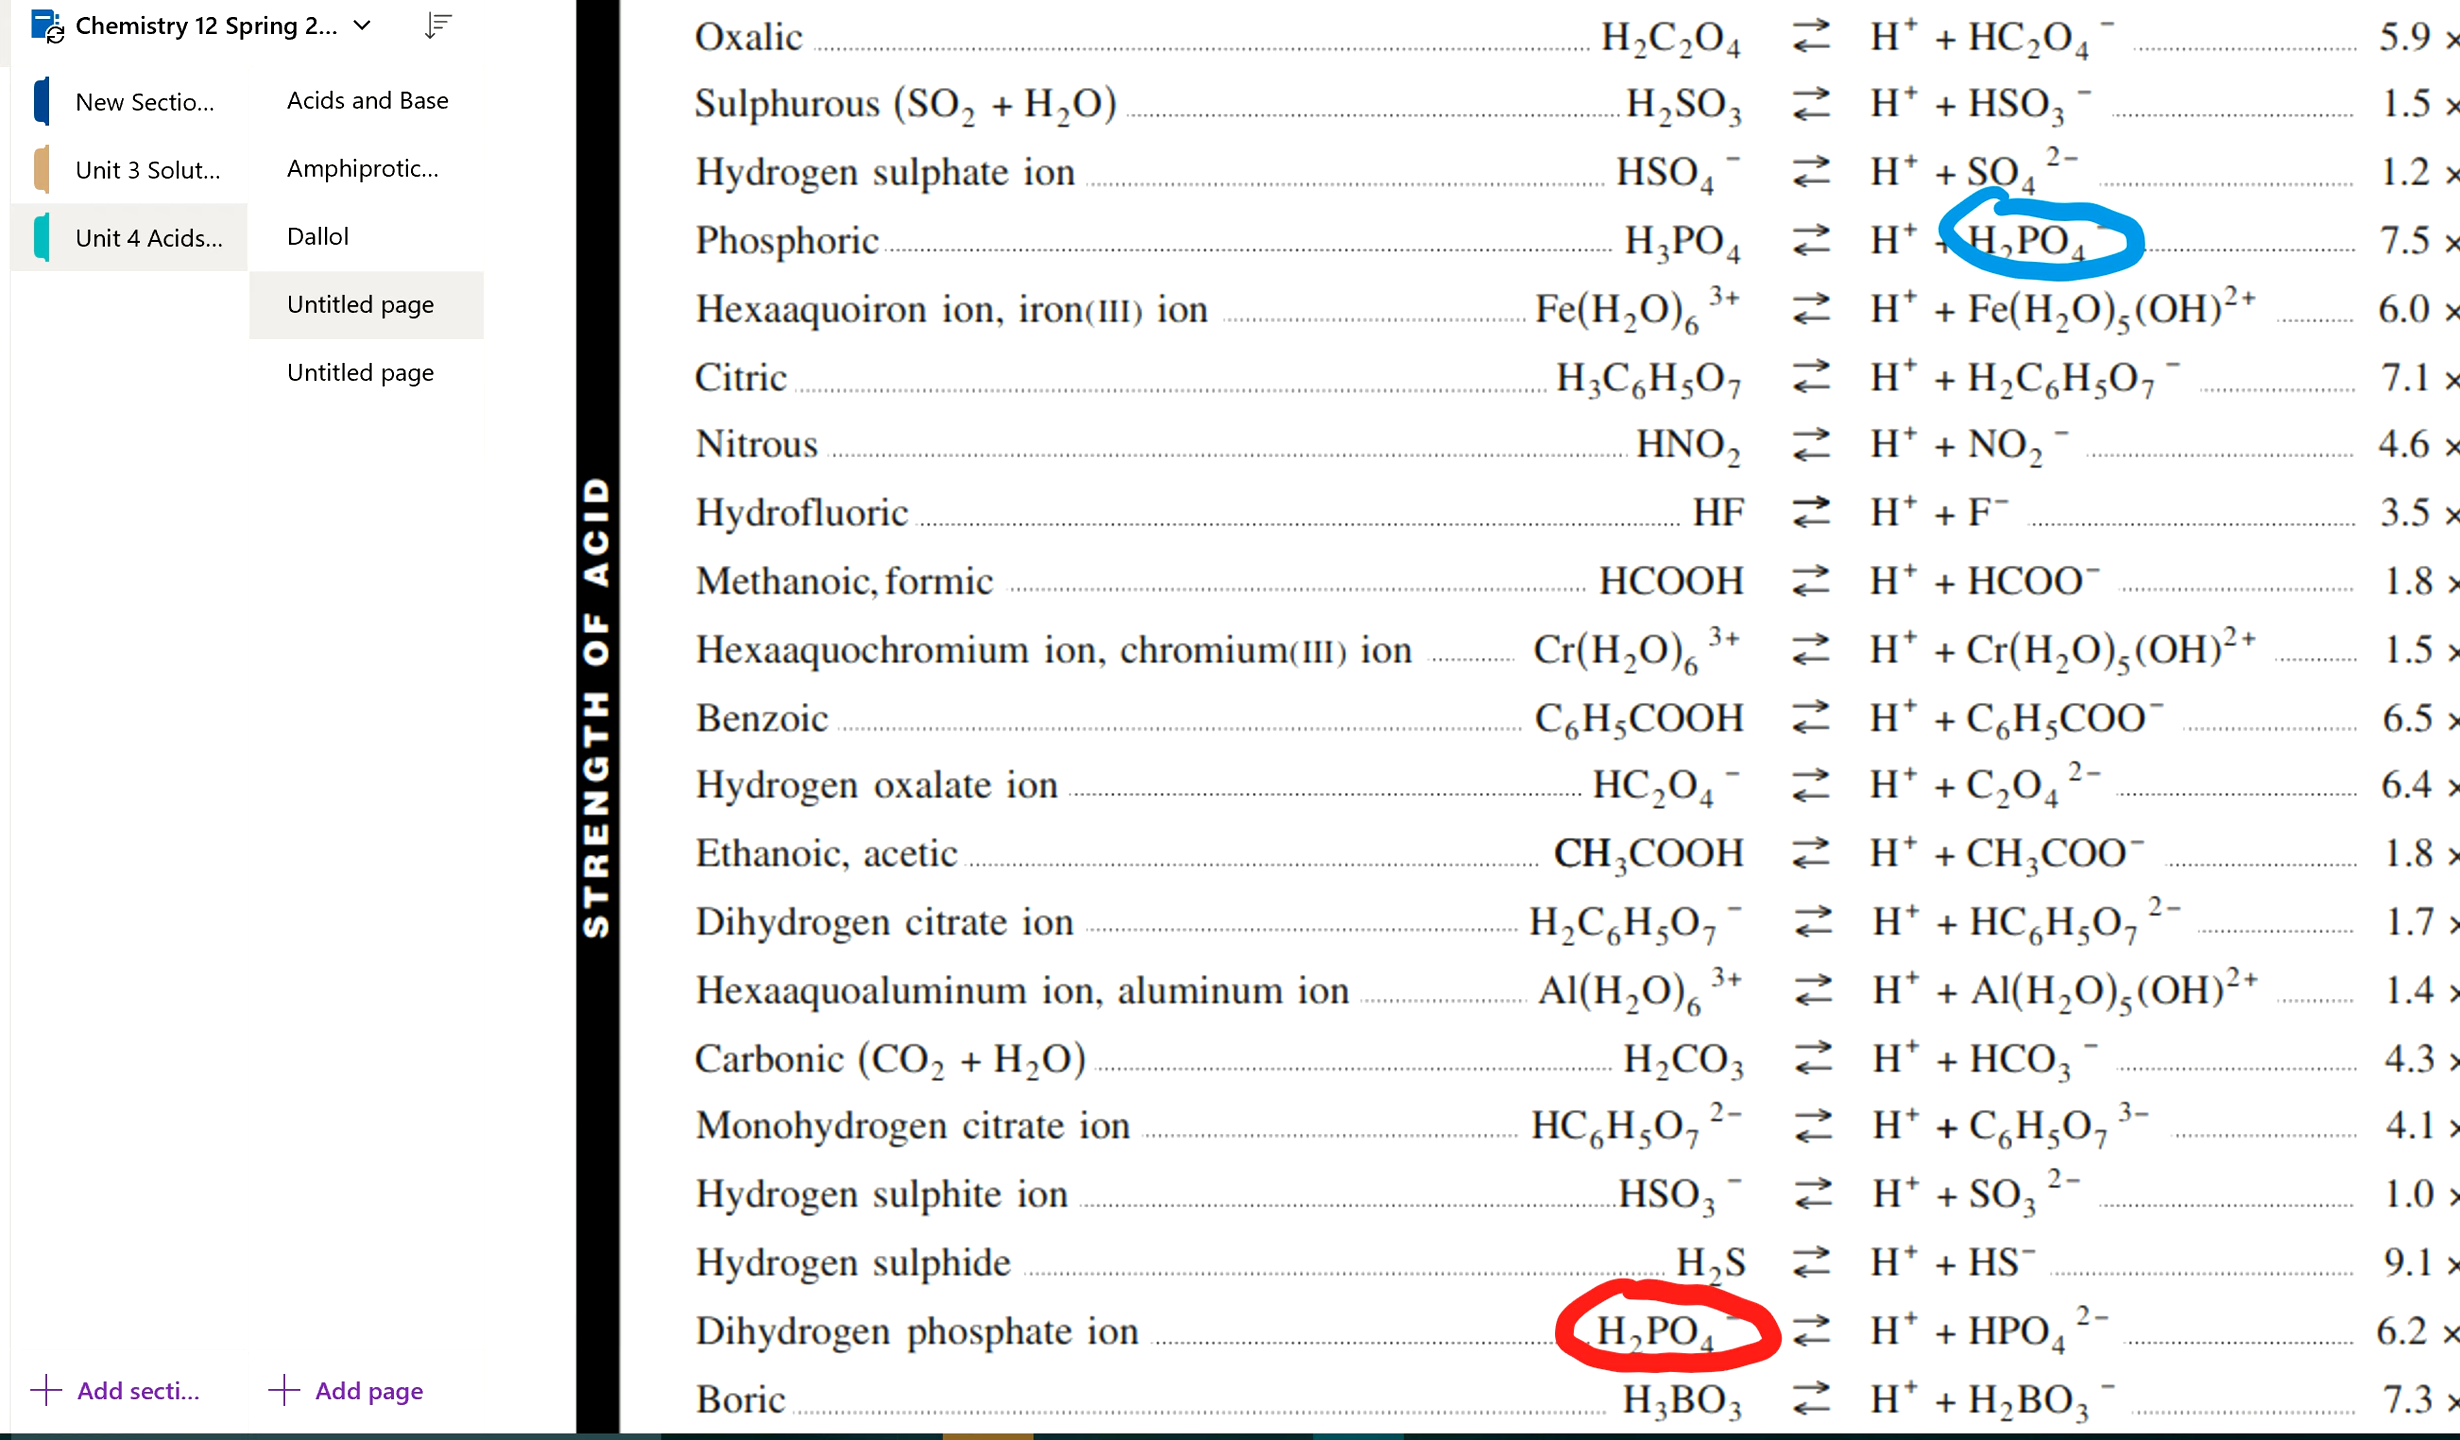 Chemistry 12 Spring 2...
New Sectio...
Unit 3 Solut...
Unit 4 Acids...
Acids and Base
Amphiprotic...
Dallol
Untitled page
Untitled page
Add secti...
Add page
STRENGTH OF ACID
Oxalic H₂C₂O₄ ⇄ H⁺ + HC₂O₄⁻ 5.9 ×
Sulphurous (SO₂ + H₂O) H₂SO₃ ⇄ H⁺ + HSO₃⁻ 1.5 ×
Hydrogen sulphate ion HSO₄⁻ ⇄ H⁺ + SO₄²⁻ 1.2 ×
Phosphoric H₃PO₄ ⇄ H⁺ + H₂PO₄⁻ 7.5 ×
Hexaaquoiron ion, iron(III) ion Fe(H₂O)₆³⁺ ⇄ H⁺ + Fe(H₂O)₅(OH)²⁺ 6.0 ×
Citric H₃C₆H₅O₇ ⇄ H⁺ + H₂C₆H₅O₇⁻ 7.1 ×
Nitrous HNO₂ ⇄ H⁺ + NO₂⁻ 4.6 ×
Hydrofluoric HF ⇄ H⁺ + F⁻ 3.5 ×
Methanoic, formic HCOOH ⇄ H⁺ + HCOO⁻ 1.8 ×
Hexaaquochromium ion, chromium(III) ion Cr(H₂O)₆³⁺ ⇄ H⁺ + Cr(H₂O)₅(OH)²⁺ 1.5 ×
Benzoic C₆H₅COOH ⇄ H⁺ + C₆H₅COO⁻ 6.5 ×
Hydrogen oxalate ion HC₂O₄⁻ ⇄ H⁺ + C₂O₄²⁻ 6.4 ×
Ethanoic, acetic CH₃COOH ⇄ H⁺ + CH₃COO⁻ 1.8 ×
Dihydrogen citrate ion H₂C₆H₅O₇⁻ ⇄ H⁺ + HC₆H₅O₇²⁻ 1.7 ×
Hexaaquoaluminum ion, aluminum ion Al(H₂O)₆³⁺ ⇄ H⁺ + Al(H₂O)₅(OH)²⁺ 1.4 ×
Carbonic (CO₂ + H₂O) H₂CO₃ ⇄ H⁺ + HCO₃⁻ 4.3 ×
Monohydrogen citrate ion HC₆H₅O₇²⁻ ⇄ H⁺ + C₆H₅O₇³⁻ 4.1 ×
Hydrogen sulphite ion HSO₃⁻ ⇄ H⁺ + SO₃²⁻ 1.0 ×
Hydrogen sulphide H₂S ⇄ H⁺ + HS⁻ 9.1 ×
Dihydrogen phosphate ion H₂PO₄⁻ ⇄ H⁺ + HPO₄²⁻ 6.2 ×
Boric H₃BO₃ ⇄ H⁺ + H₂BO₃⁻ 7.3 ×